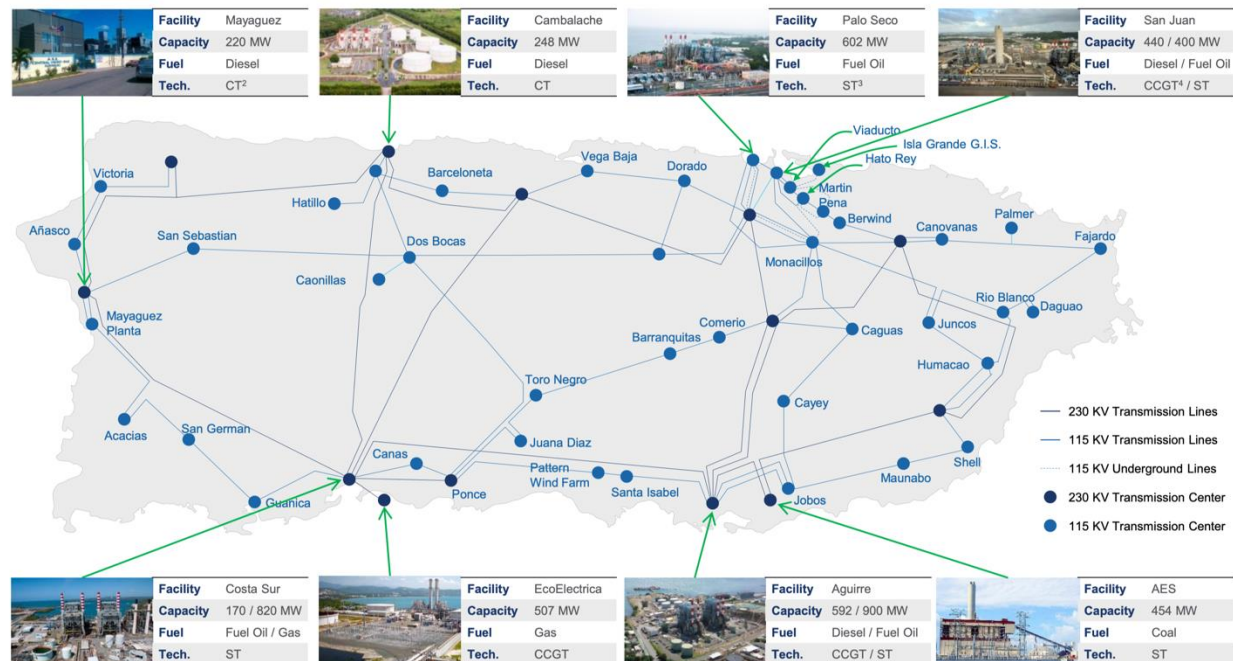 Facility Mayaguez
Capacity 220 MW
Fuel Diesel
Tech. CT²
Facility Cambalache
Capacity 248 MW
Fuel Diesel
Tech. CT
Facility Palo Seco
Capacity 602 MW
Fuel Fuel Oil
Tech. ST³
Facility San Juan
Capacity 440 / 400 MW
Fuel Diesel / Fuel Oil
Tech. CCGT⁴ / ST
Viaducto
Isla Grande G.I.S.
Hato Rey
Vega Baja
Dorado
Victoria
Barceloneta
Hatillo
Martin
Pena
Berwind
Palmer
Canovanas
Añasco
San Sebastian
Dos Bocas
Fajardo
Monacillos
Caonillas
Rio Blanco
Daguao
Mayaguez
Planta
Comerio
Barranquitas
Caguas
Juncos
Humacao
Toro Negro
Cayey
Acacias
San German
Juana Diaz
Canas
Pattern
Wind Farm
Santa Isabel
Ponce
Guanica
Shell
Maunabo
Jobos
230 KV Transmission Lines
115 KV Transmission Lines
115 KV Underground Lines
230 KV Transmission Center
115 KV Transmission Center
Facility Costa Sur
Capacity 170 / 820 MW
Fuel Fuel Oil / Gas
Tech. ST
Facility EcoElectrica
Capacity 507 MW
Fuel Gas
Tech. CCGT
Facility Aguirre
Capacity 592 / 900 MW
Fuel Diesel / Fuel Oil
Tech. CCGT / ST
Facility AES
Capacity 454 MW
Fuel Coal
Tech. ST